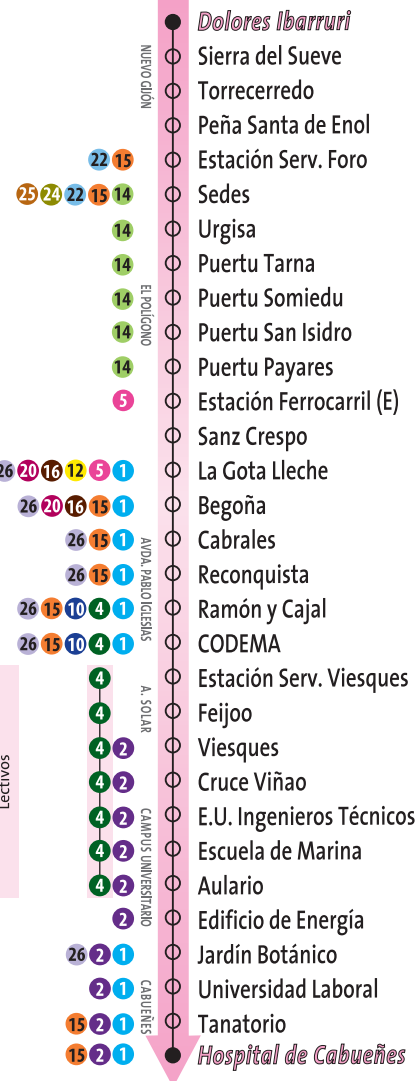 Dolores Ibarruri
Sierra del Sueve
NUEVO GIJÓN
Torrecerredo
Peña Santa de Enol
22 15 Estación Serv. Foro
25 24 22 15 14 Sedes
14 Urgisa
14 Puertu Tarna
14 Puertu Somiedu
EL POLÍGONO
14 Puertu San Isidro
14 Puertu Payares
5 Estación Ferrocarril (E)
Sanz Crespo
26 20 16 12 5 1 La Gota Lleche
26 20 16 15 1 Begoña
26 15 1 Cabrales
26 15 1 Reconquista
AVDA. PABLO IGLESIAS
26 15 10 4 1 Ramón y Cajal
26 15 10 4 1 CODEMA
4 Estación Serv. Viesques
A. SOLAR
4 Feijoo
4 2 Viesques
Lectivos
4 2 Cruce Viñao
4 2 E.U. Ingenieros Técnicos
4 2 Escuela de Marina
CAMPUS UNIVERSITARIO
4 2 Aulario
2 Edificio de Energía
26 2 1 Jardín Botánico
2 1 Universidad Laboral
CABUEÑES
15 2 1 Tanatorio
15 2 1 Hospital de Cabueñes